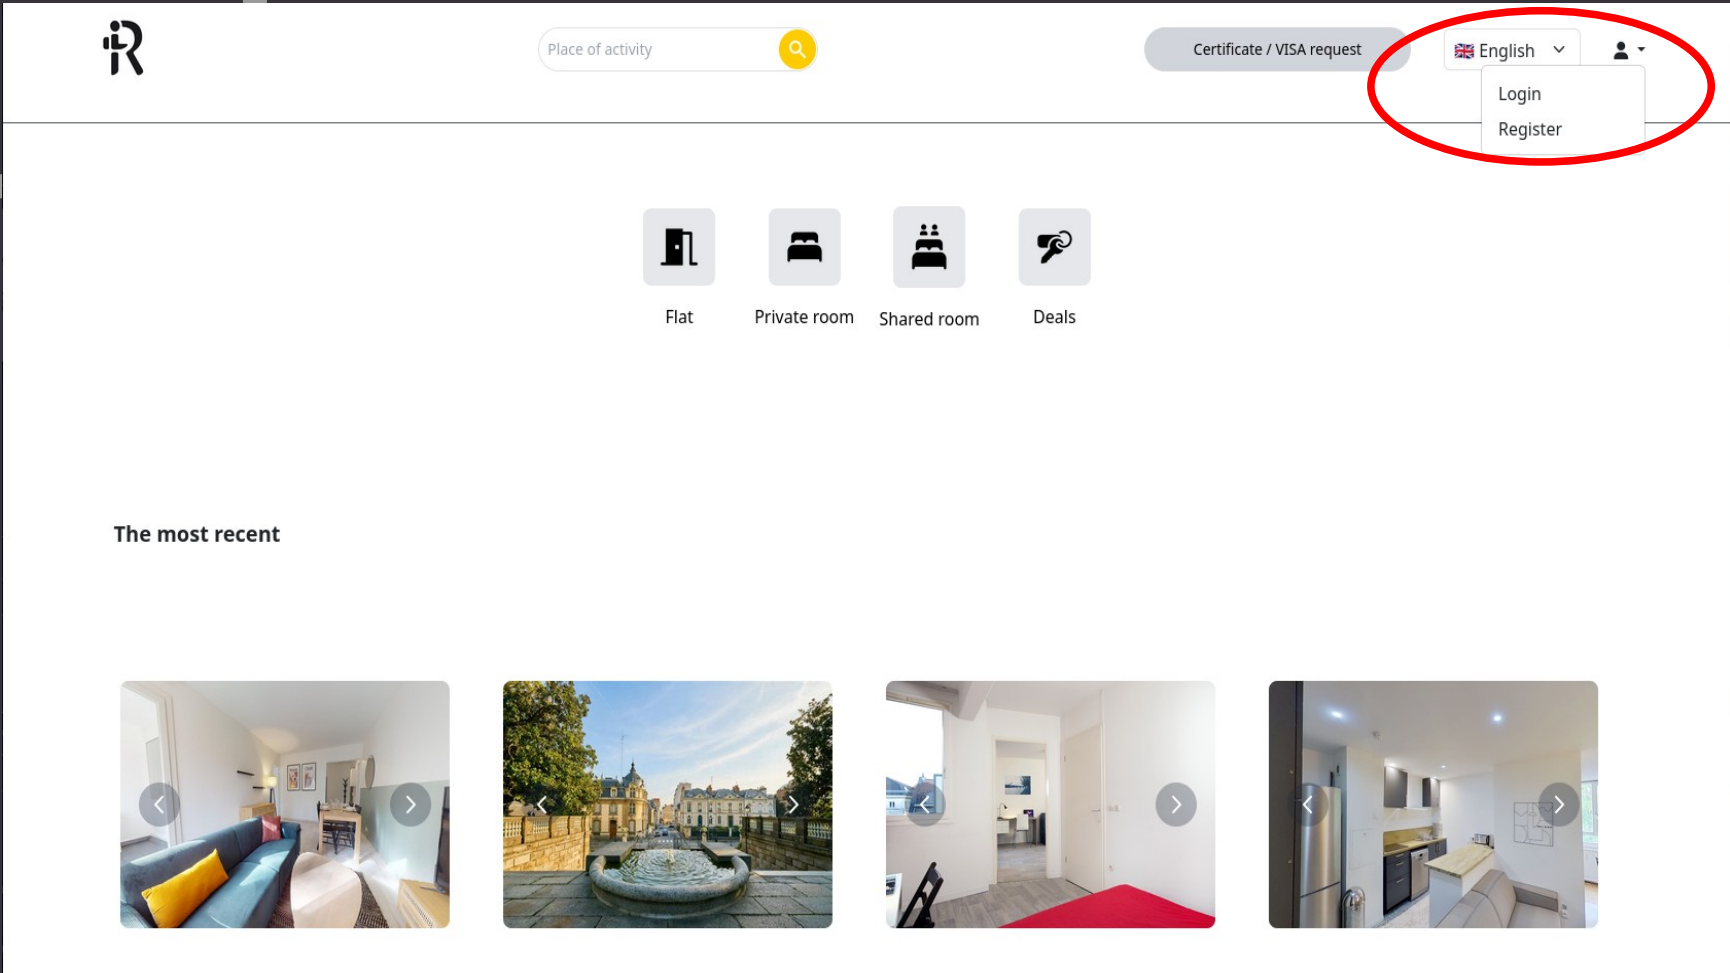 Place of activity
Certificate / VISA request
English
Login
Register
Flat
Private room
Shared room
Deals
The most recent